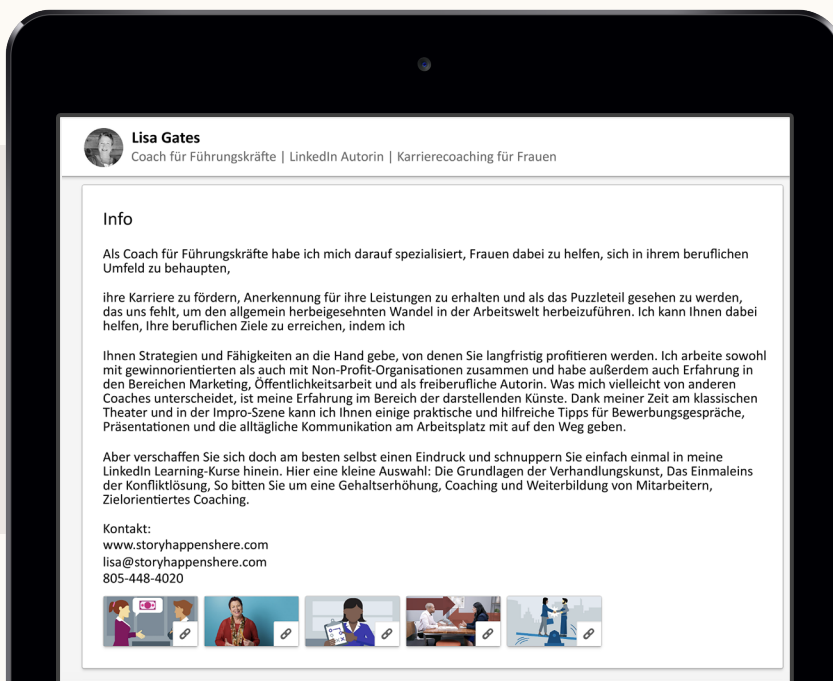 Lisa Gates
Coach für Führungskräfte | LinkedIn Autorin | Karrierecoaching für Frauen
Info
Als Coach für Führungskräfte habe ich mich darauf spezialisiert, Frauen dabei zu helfen, sich in ihrem beruflichen
Umfeld zu behaupten,
ihre Karriere zu fördern, Anerkennung für ihre Leistungen zu erhalten und als das Puzzleteil gesehen zu werden,
das uns fehlt, um den allgemein herbeigesehnten Wandel in der Arbeitswelt herbeizuführen. Ich kann Ihnen dabei
helfen, Ihre beruflichen Ziele zu erreichen, indem ich
Ihnen Strategien und Fähigkeiten an die Hand gebe, von denen Sie langfristig profitieren werden. Ich arbeite sowohl
mit gewinnorientierten als auch mit Non-Profit-Organisationen zusammen und habe außerdem auch Erfahrung in
den Bereichen Marketing, Öffentlichkeitsarbeit und als freiberufliche Autorin. Was mich vielleicht von anderen
Coaches unterscheidet, ist meine Erfahrung im Bereich der darstellenden Künste. Dank meiner Zeit am klassischen
Theater und in der Impro-Szene kann ich Ihnen einige praktische und hilfreiche Tipps für Bewerbungsgespräche,
Präsentationen und die alltägliche Kommunikation am Arbeitsplatz mit auf den Weg geben.
Aber verschaffen Sie sich doch am besten selbst einen Eindruck und schnuppern Sie einfach einmal in meine
LinkedIn Learning-Kurse hinein. Hier eine kleine Auswahl: Die Grundlagen der Verhandlungskunst, Das Einmaleins
der Konfliktlösung, So bitten Sie um eine Gehaltserhöhung, Coaching und Weiterbildung von Mitarbeitern,
Zielorientiertes Coaching.
Kontakt:
www.storyhappenshere.com
lisa@storyhappenshere.com
805-448-4020